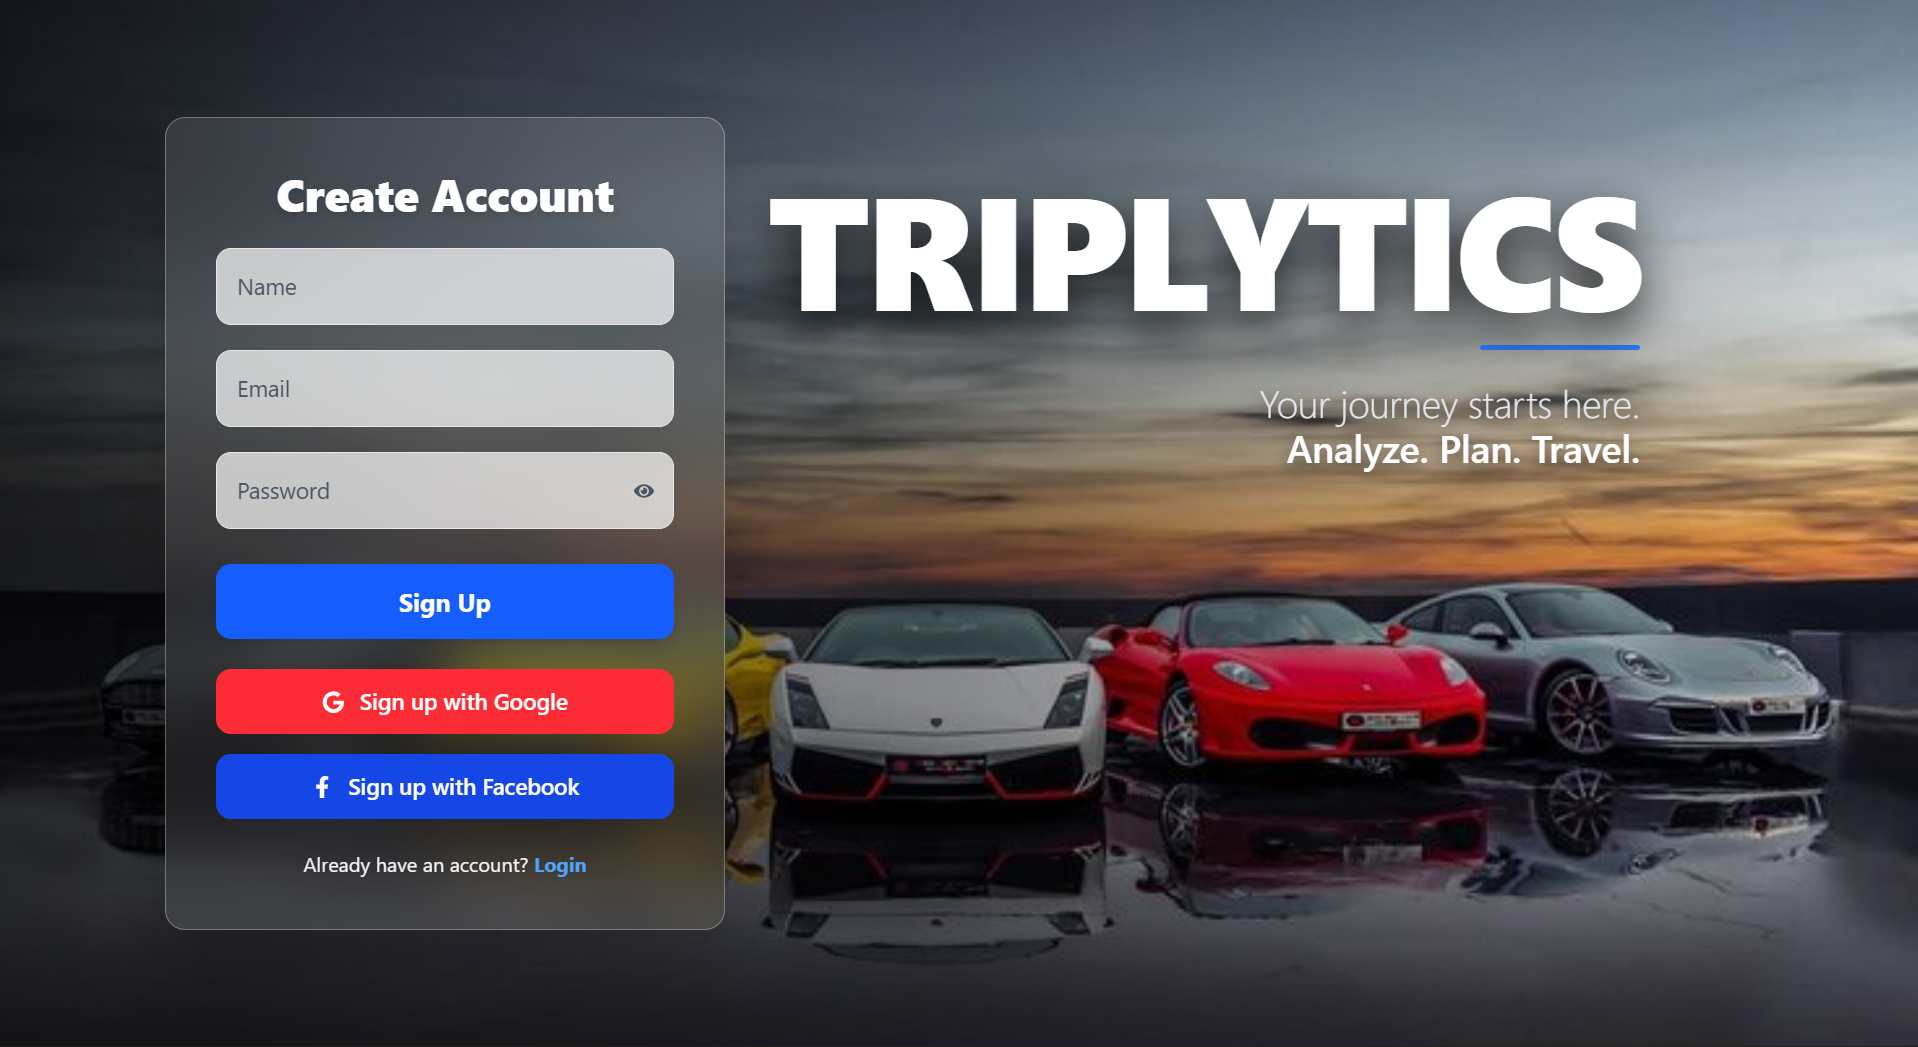 Create Account
Name
Email
Password
Sign Up
Sign up with Google
Sign up with Facebook
Already have an account? Login
TRIPLYTICS
Your journey starts here.
Analyze. Plan. Travel.